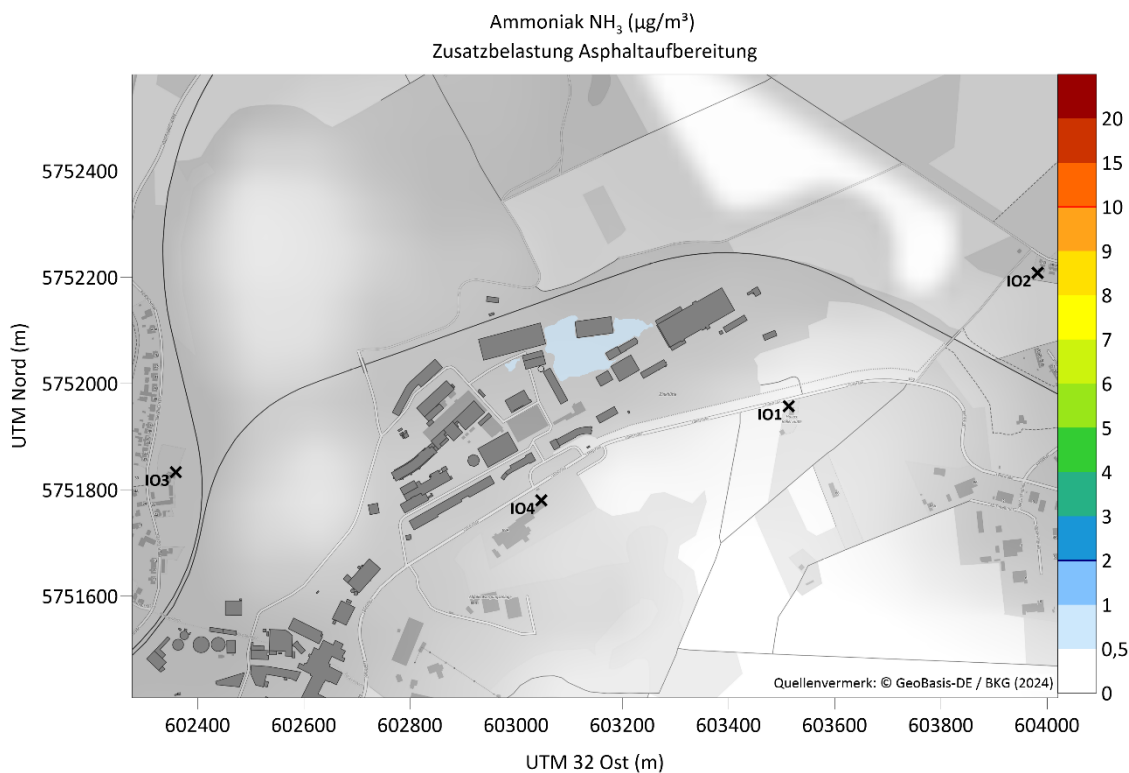 Ammoniak NH₃ (µg/m³)
Zusatzbelastung Asphaltaufbereitung
20
15
10
9
8
7
6
5
4
3
2
1
0,5
0
5752400
5752200
5752000
5751800
5751600
UTM Nord (m)
IO2
IO1
IO3
IO4
Quellenvermerk: © GeoBasis-DE / BKG (2024)
602400 602600 602800 603000 603200 603400 603600 603800 604000
UTM 32 Ost (m)